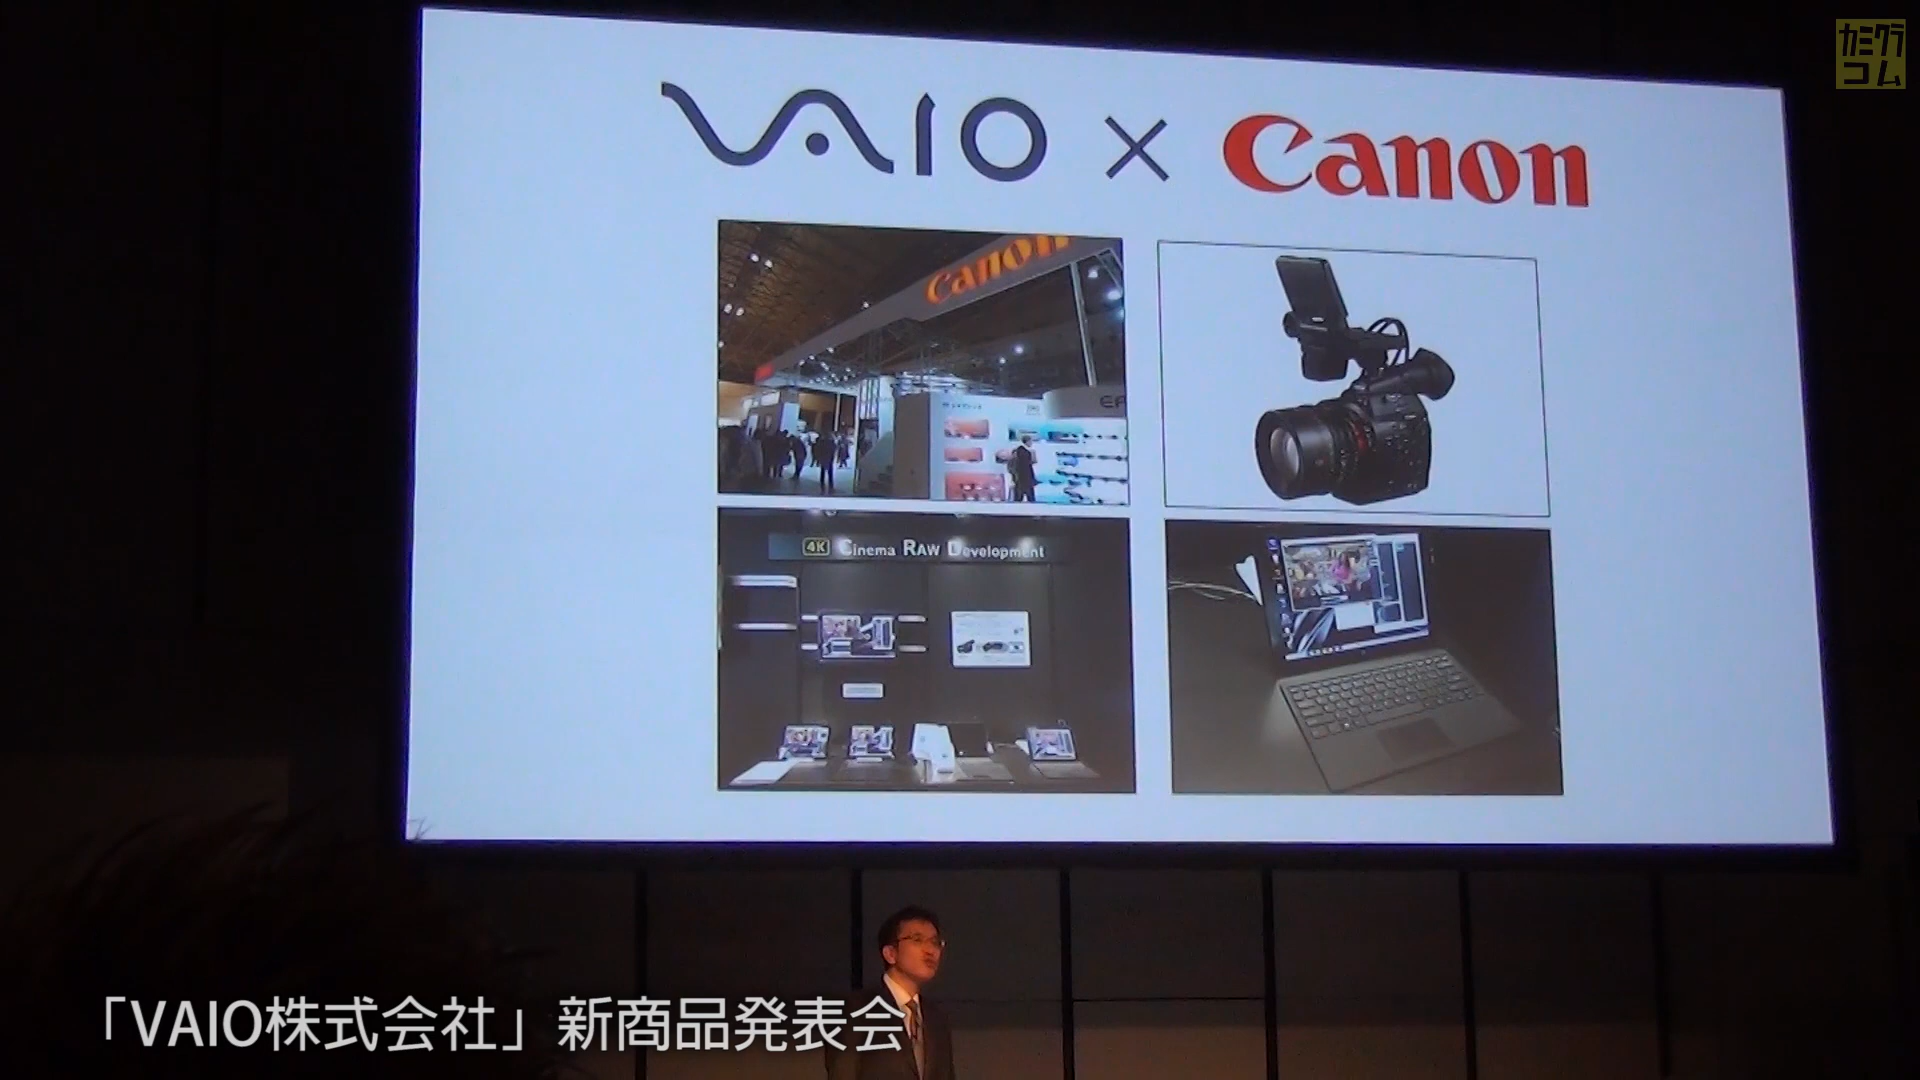 カミグラ
コム
VAIO × Canon
Canon
EF
4K Cinema RAW Development
「VAIO株式会社」新商品発表会